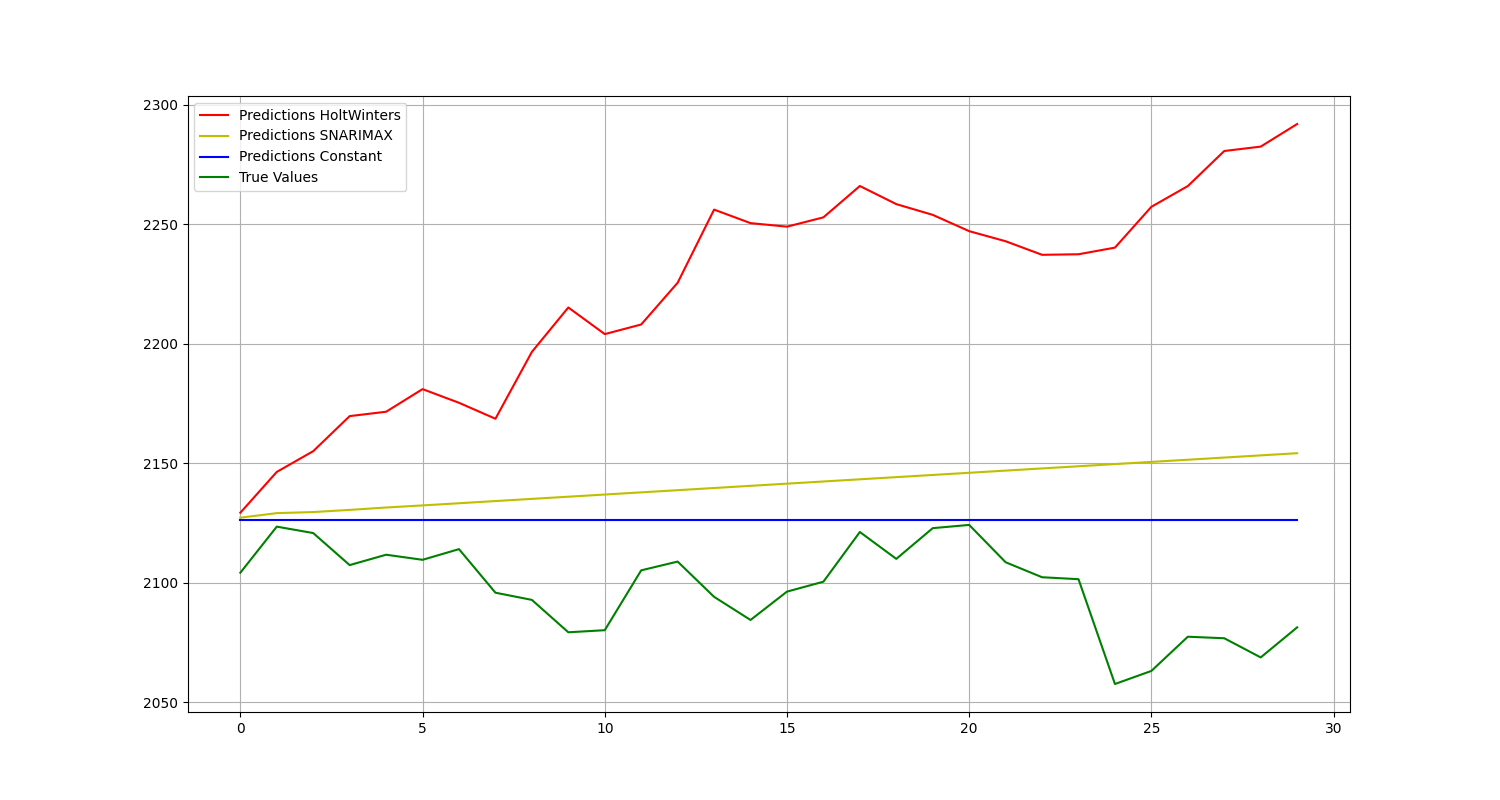 Predictions HoltWinters
Predictions SNARIMAX
Predictions Constant
True Values
2300
2250
2200
2150
2100
2050
0 5 10 15 20 25 30